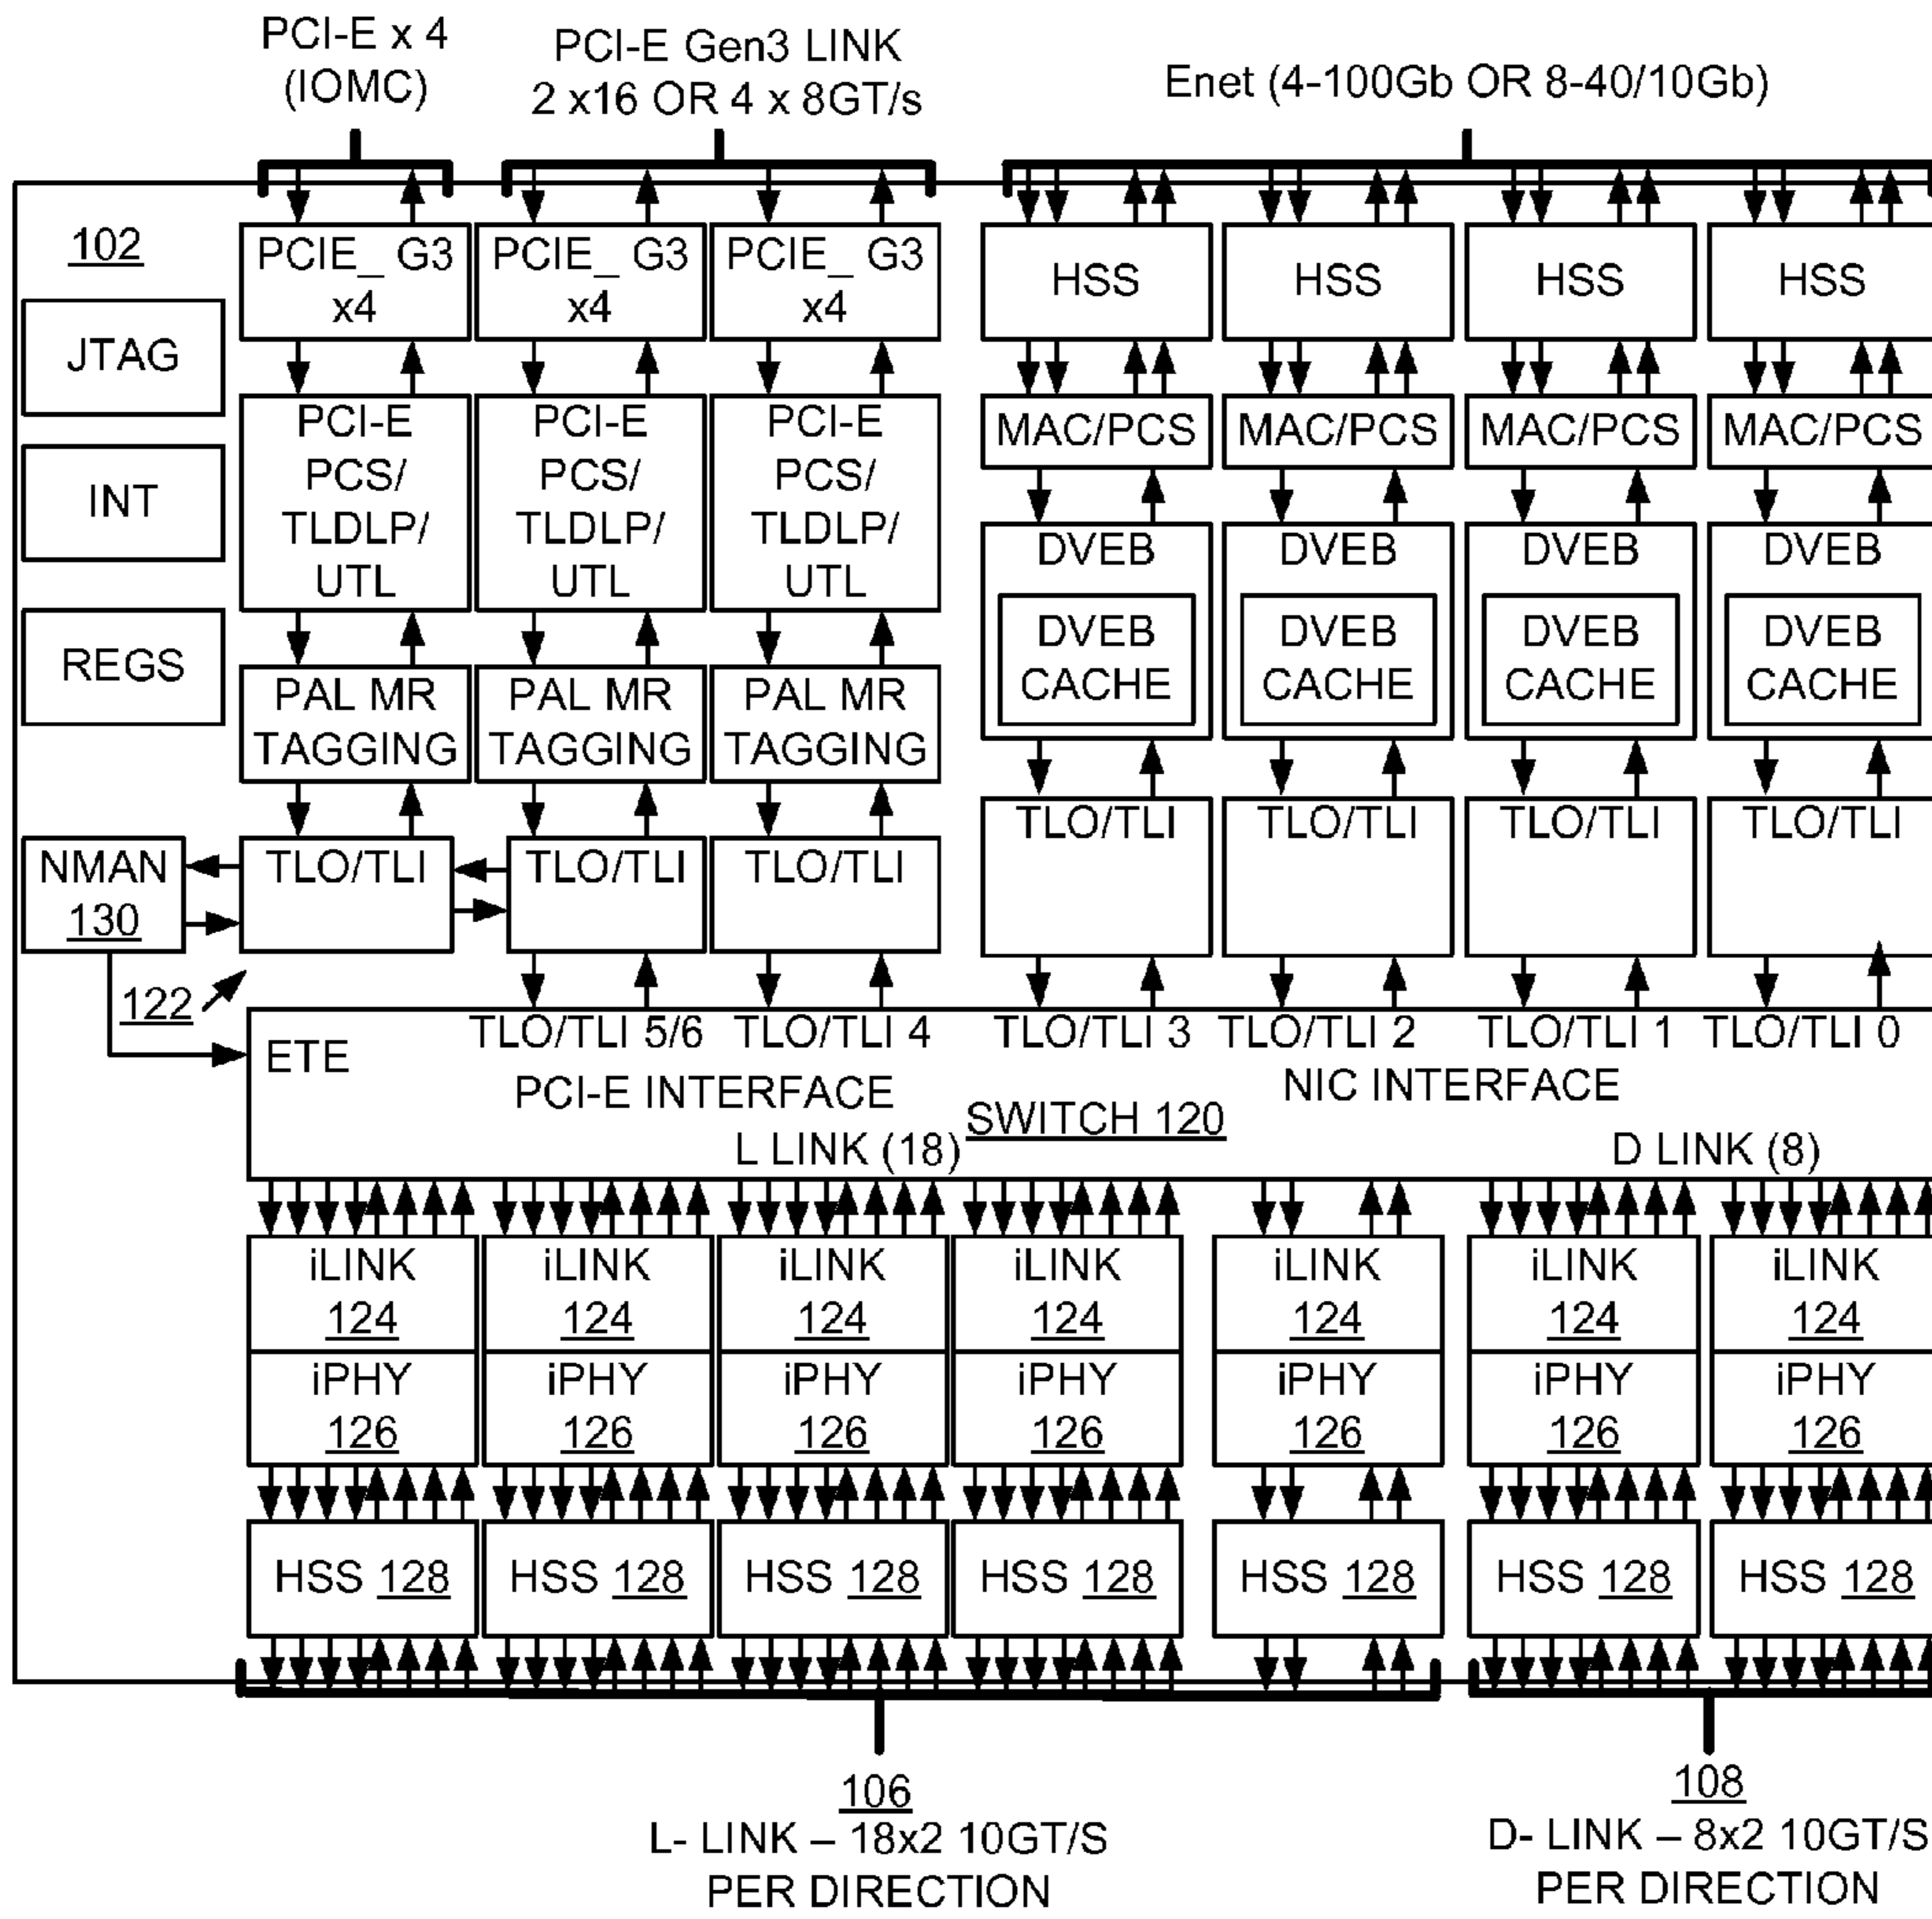 PCI-E x 4
(IOMC)
PCI-E Gen3 LINK
2 x16 OR 4 x 8GT/s
Enet (4-100Gb OR 8-40/10Gb)
102
JTAG
INT
REGS
PCIE_ G3
x4
PCIE_ G3
x4
PCIE_ G3
x4
HSS
HSS
HSS
HSS
PCI-E
PCS/
TLDLP/
UTL
PCI-E
PCS/
TLDLP/
UTL
PCI-E
PCS/
TLDLP/
UTL
MAC/PCS
MAC/PCS
MAC/PCS
MAC/PCS
DVEB
DVEB
CACHE
DVEB
DVEB
CACHE
DVEB
DVEB
CACHE
DVEB
DVEB
CACHE
PAL MR
TAGGING
PAL MR
TAGGING
PAL MR
TAGGING
NMAN
130
TLO/TLI
TLO/TLI
TLO/TLI
TLO/TLI
TLO/TLI
TLO/TLI
TLO/TLI
122
ETE
TLO/TLI 5/6
TLO/TLI 4
TLO/TLI 3
TLO/TLI 2
TLO/TLI 1
TLO/TLI 0
PCI-E INTERFACE
NIC INTERFACE
SWITCH 120
L LINK (18)
D LINK (8)
iLINK
124
iLINK
124
iLINK
124
iLINK
124
iLINK
124
iLINK
124
iLINK
124
iPHY
126
iPHY
126
iPHY
126
iPHY
126
iPHY
126
iPHY
126
iPHY
126
HSS 128
HSS 128
HSS 128
HSS 128
HSS 128
HSS 128
HSS 128
106
L- LINK – 18x2 10GT/S
PER DIRECTION
108
D- LINK – 8x2 10GT/S
PER DIRECTION